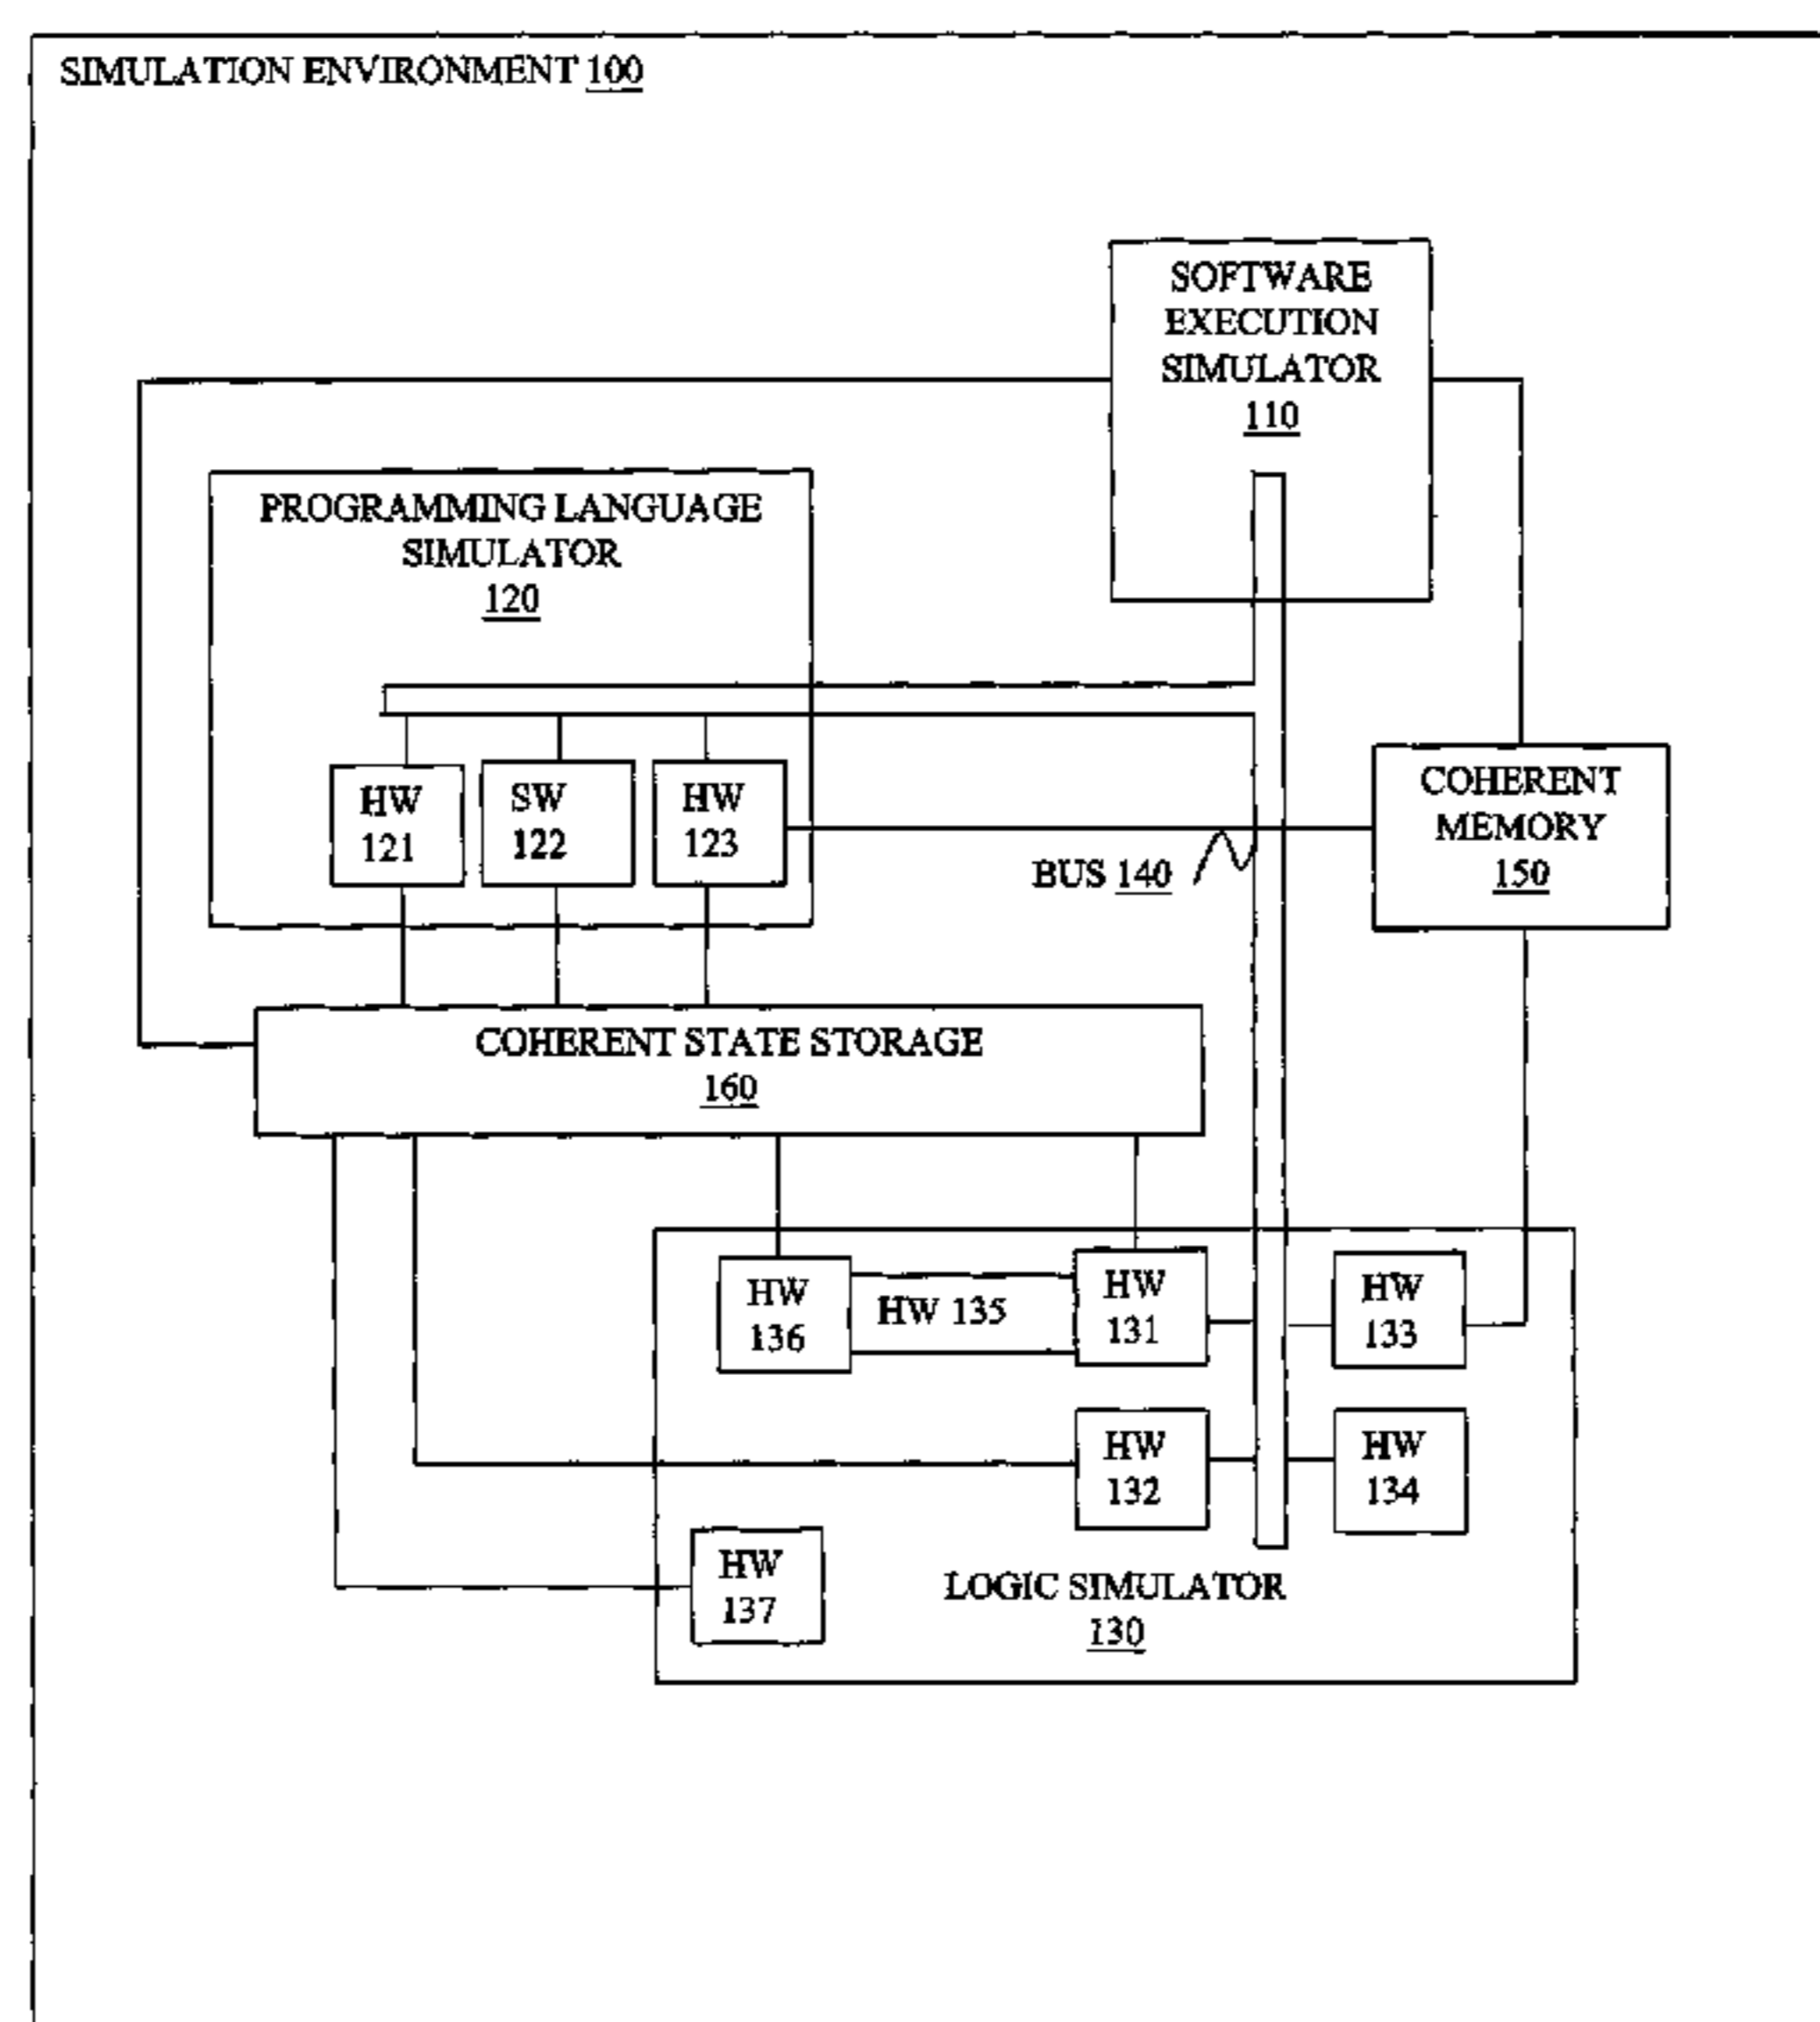 SIMULATION ENVIRONMENT 100
SOFTWARE
EXECUTION
SIMULATOR
110
PROGRAMMING LANGUAGE
SIMULATOR
120
HW
121
SW
122
HW
123
COHERENT
MEMORY
150
BUS 140
COHERENT STATE STORAGE
160
HW
136
HW 135
HW
131
HW
133
HW
132
HW
134
HW
137
LOGIC SIMULATOR
130